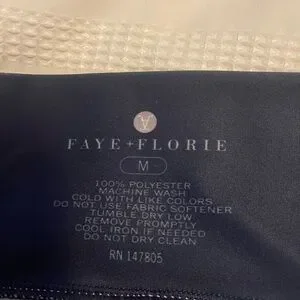 FAYE+FLORIE
M
100% POLYESTER
MACHINE WASH
COLD WITH LIKE COLORS
DO NOT USE FABRIC SOFTENER
TUMBLE DRY LOW
REMOVE PROMPTLY
COOL IRON IF NEEDED
DO NOT DRY CLEAN
RN 147805